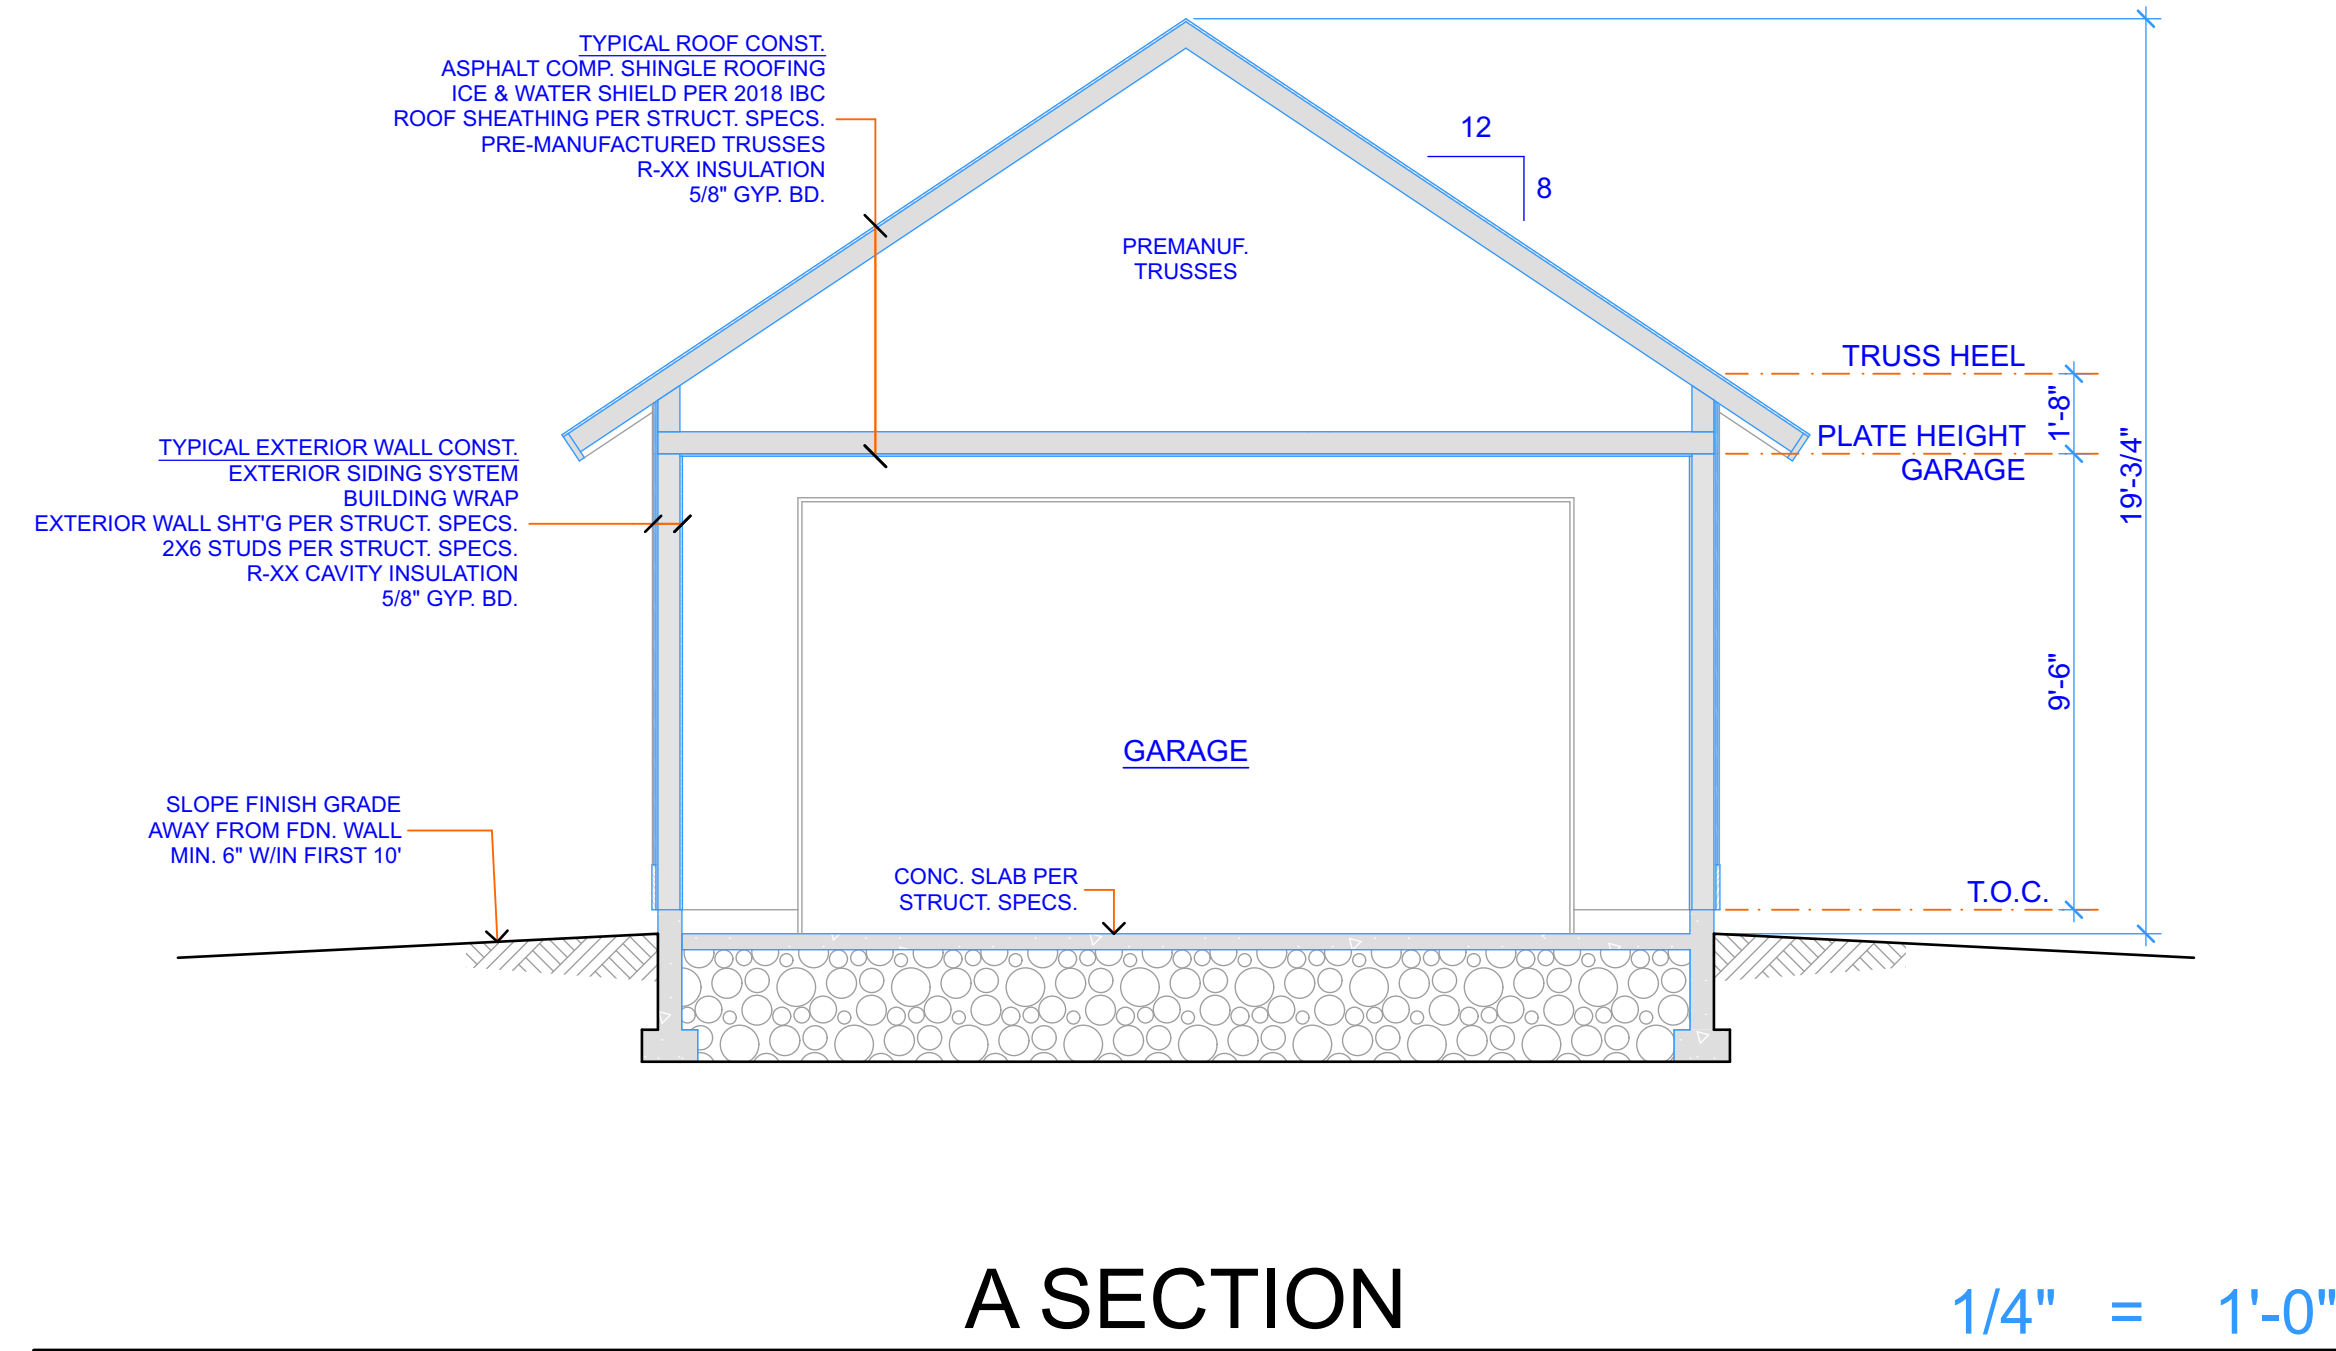 TYPICAL ROOF CONST.
ASPHALT COMP. SHINGLE ROOFING
ICE & WATER SHIELD PER 2018 IBC
ROOF SHEATHING PER STRUCT. SPECS.
PRE-MANUFACTURED TRUSSES
R-XX INSULATION
5/8" GYP. BD.
12
8
PREMANUF.
TRUSSES
TRUSS HEEL
PLATE HEIGHT
GARAGE
1'-8"
19'-3/4"
TYPICAL EXTERIOR WALL CONST.
EXTERIOR SIDING SYSTEM
BUILDING WRAP
EXTERIOR WALL SHT'G PER STRUCT. SPECS.
2X6 STUDS PER STRUCT. SPECS.
R-XX CAVITY INSULATION
5/8" GYP. BD.
9'-6"
GARAGE
SLOPE FINISH GRADE
AWAY FROM FDN. WALL
MIN. 6" W/IN FIRST 10'
CONC. SLAB PER
STRUCT. SPECS.
T.O.C.
A SECTION
1/4" = 1'-0"